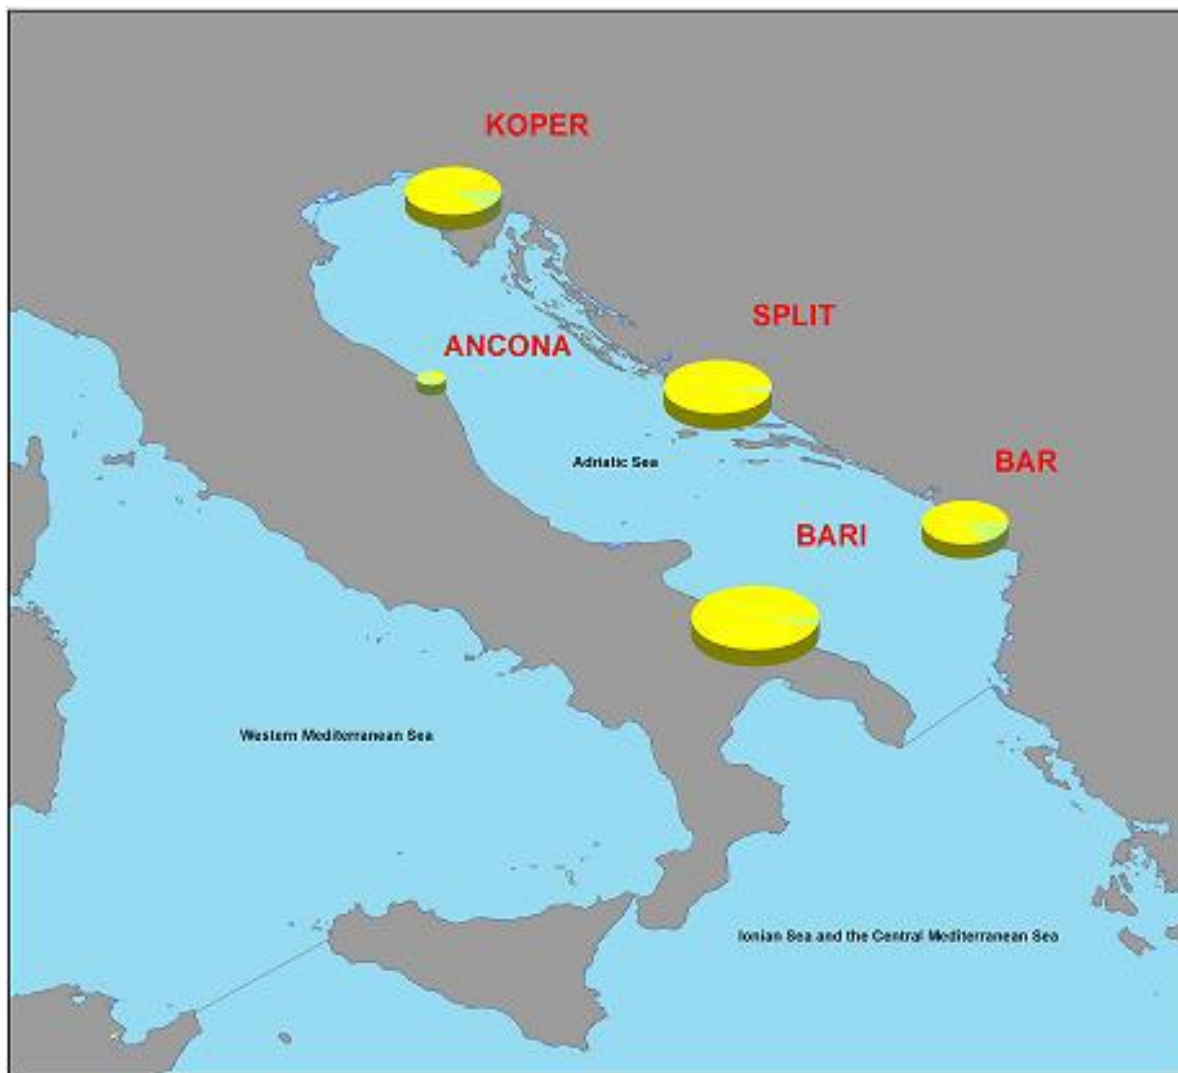 KOPER
SPLIT
ANCONA
BAR
Adriatic Sea
BARI
Western Mediterranean Sea
Ionian Sea and the Central Mediterranean Sea